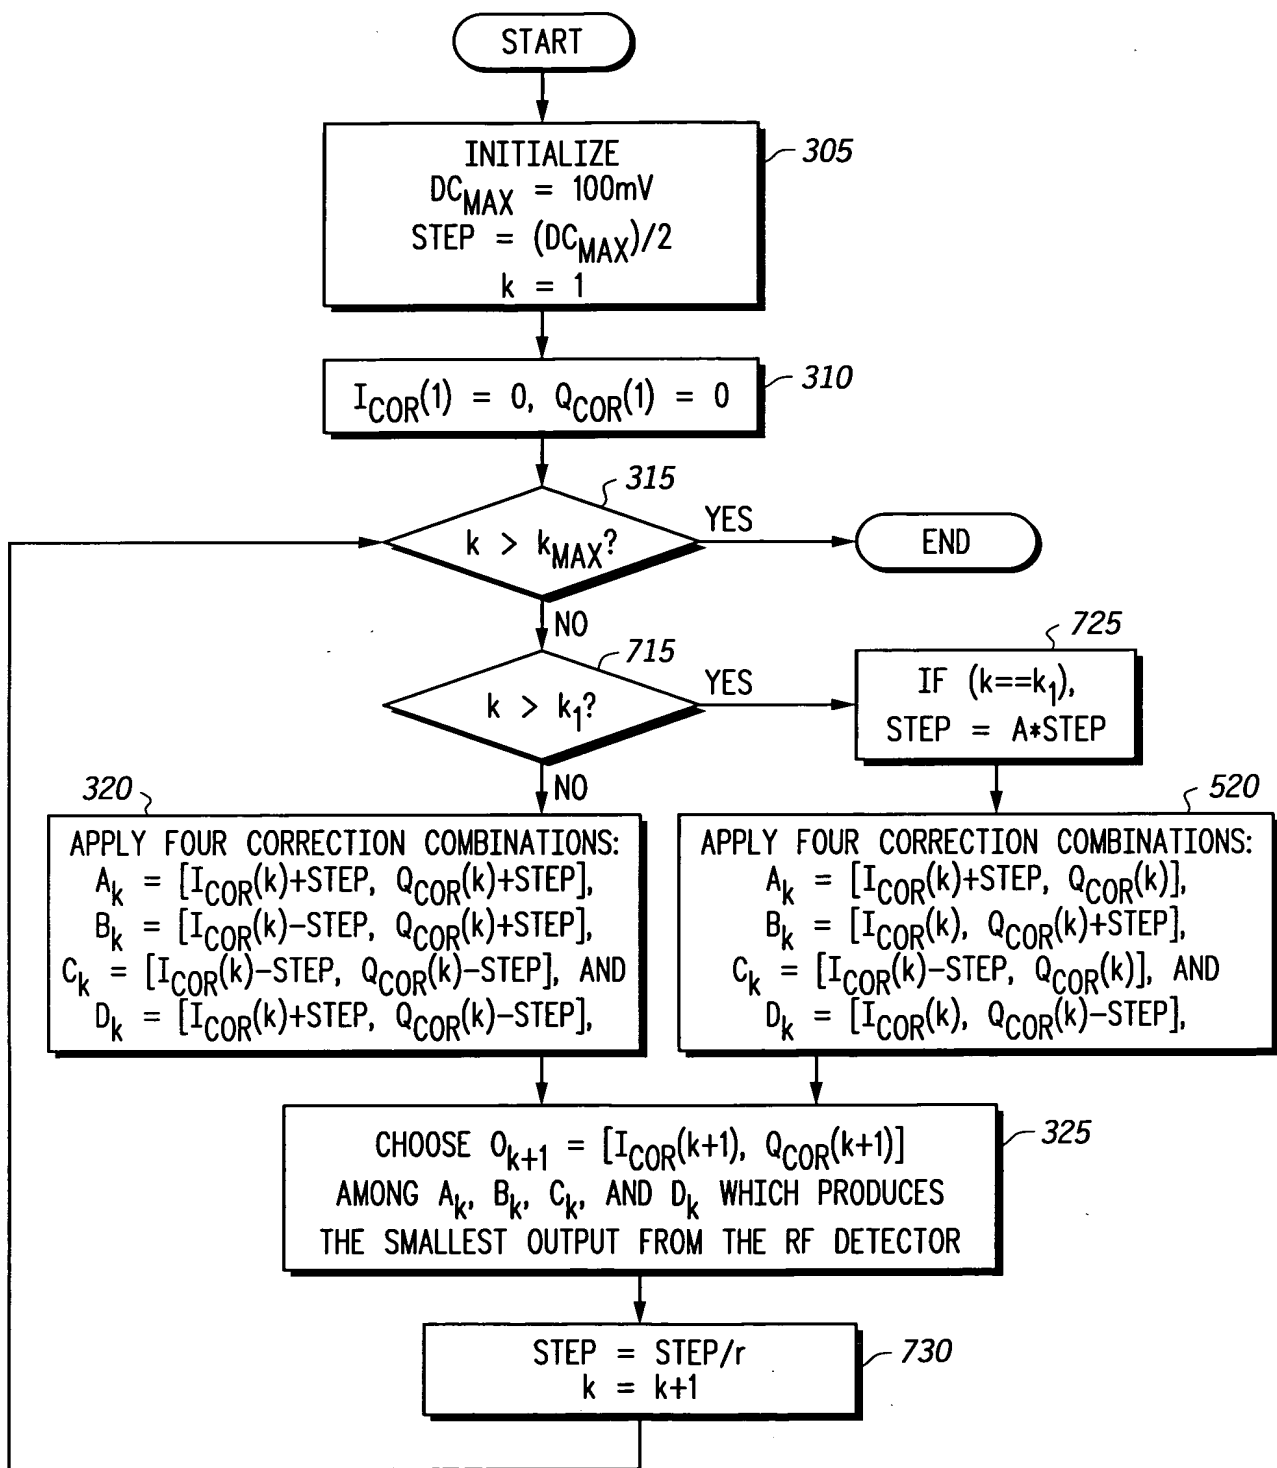 START
INITIALIZE
DCMAX = 100mV
STEP = (DCMAX)/2
k = 1
305
ICOR(1) = 0, QCOR(1) = 0
310
315
k > kMAX?
YES
END
NO
715
k > k1?
YES
725
IF (k==k1),
STEP = A*STEP
NO
320
APPLY FOUR CORRECTION COMBINATIONS:
Ak = [ICOR(k)+STEP, QCOR(k)+STEP],
Bk = [ICOR(k)-STEP, QCOR(k)+STEP],
Ck = [ICOR(k)-STEP, QCOR(k)-STEP], AND
Dk = [ICOR(k)+STEP, QCOR(k)-STEP],
520
APPLY FOUR CORRECTION COMBINATIONS:
Ak = [ICOR(k)+STEP, QCOR(k)],
Bk = [ICOR(k), QCOR(k)+STEP],
Ck = [ICOR(k)-STEP, QCOR(k)], AND
Dk = [ICOR(k), QCOR(k)-STEP],
CHOOSE Ok+1 = [ICOR(k+1), QCOR(k+1)]
AMONG Ak, Bk, Ck, AND Dk WHICH PRODUCES
THE SMALLEST OUTPUT FROM THE RF DETECTOR
325
STEP = STEP/r
k = k+1
730